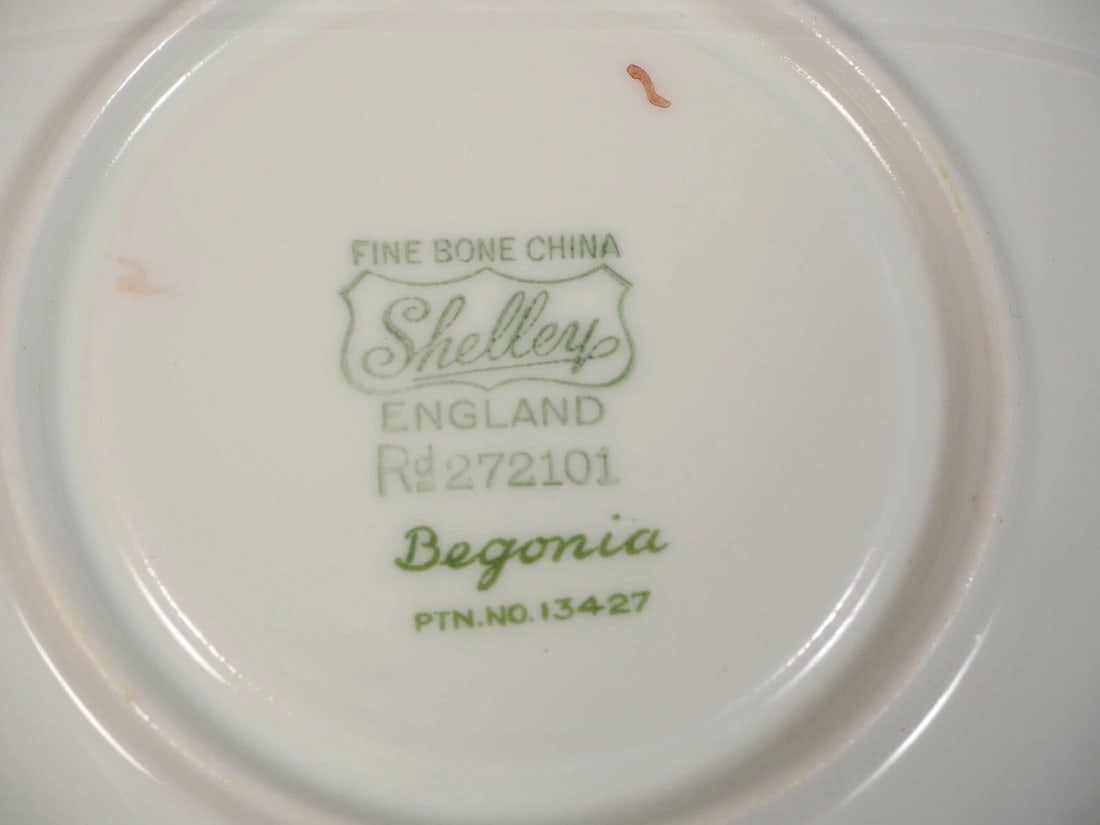 FINE BONE CHINA
Shelley
ENGLAND
Rd 272101
Begonia
PTN.NO.13427